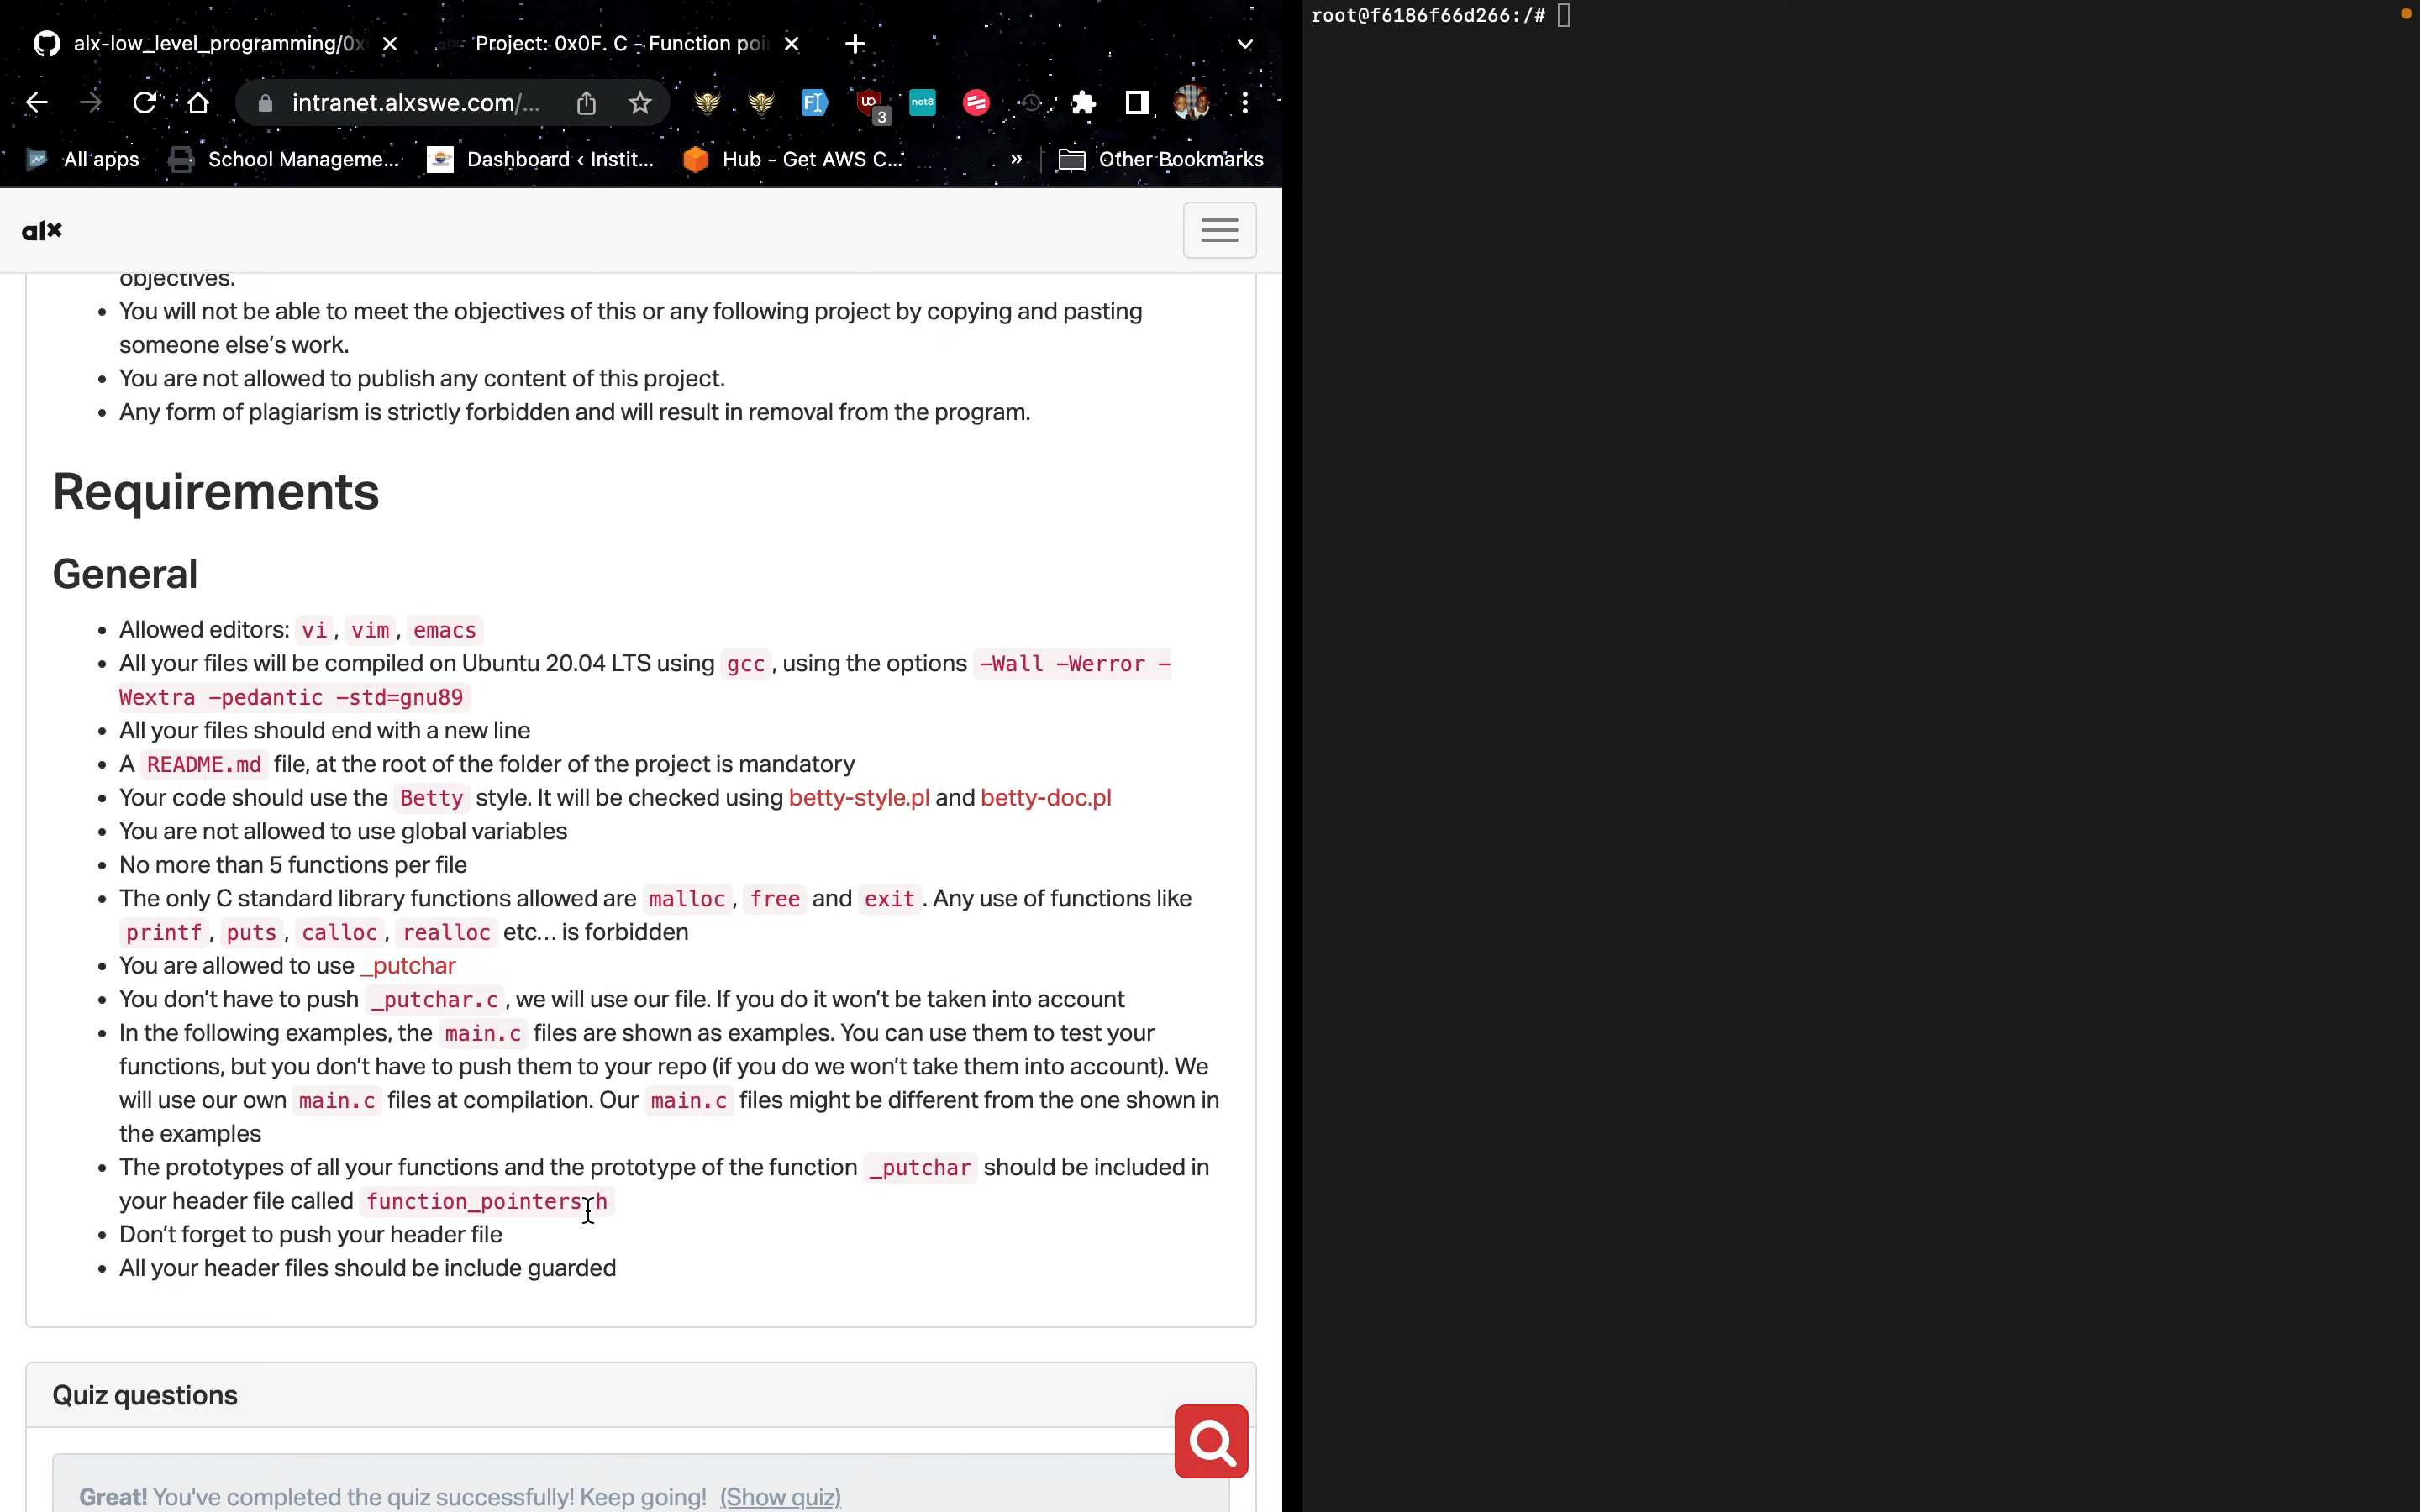 alx-low_level_programming/0x
Project: 0x0F. C - Function poi
root@f6186f66d266:/#
intranet.alxswe.com/...
3
not8
All apps
School Manageme...
Dashboard ‹ Instit...
Hub - Get AWS C...
»
Other Bookmarks
alx
objectives.
• You will not be able to meet the objectives of this or any following project by copying and pasting
someone else’s work.
• You are not allowed to publish any content of this project.
• Any form of plagiarism is strictly forbidden and will result in removal from the program.
Requirements
General
• Allowed editors: vi, vim, emacs
• All your files will be compiled on Ubuntu 20.04 LTS using gcc, using the options -Wall -Werror -
Wextra -pedantic -std=gnu89
• All your files should end with a new line
• A README.md file, at the root of the folder of the project is mandatory
• Your code should use the Betty style. It will be checked using betty-style.pl and betty-doc.pl
• You are not allowed to use global variables
• No more than 5 functions per file
• The only C standard library functions allowed are malloc, free and exit. Any use of functions like
printf, puts, calloc, realloc etc… is forbidden
• You are allowed to use _putchar
• You don’t have to push _putchar.c, we will use our file. If you do it won’t be taken into account
• In the following examples, the main.c files are shown as examples. You can use them to test your
functions, but you don’t have to push them to your repo (if you do we won’t take them into account). We
will use our own main.c files at compilation. Our main.c files might be different from the one shown in
the examples
• The prototypes of all your functions and the prototype of the function _putchar should be included in
your header file called function_pointers.h
• Don’t forget to push your header file
• All your header files should be include guarded
Quiz questions
Great! You've completed the quiz successfully! Keep going! (Show quiz)